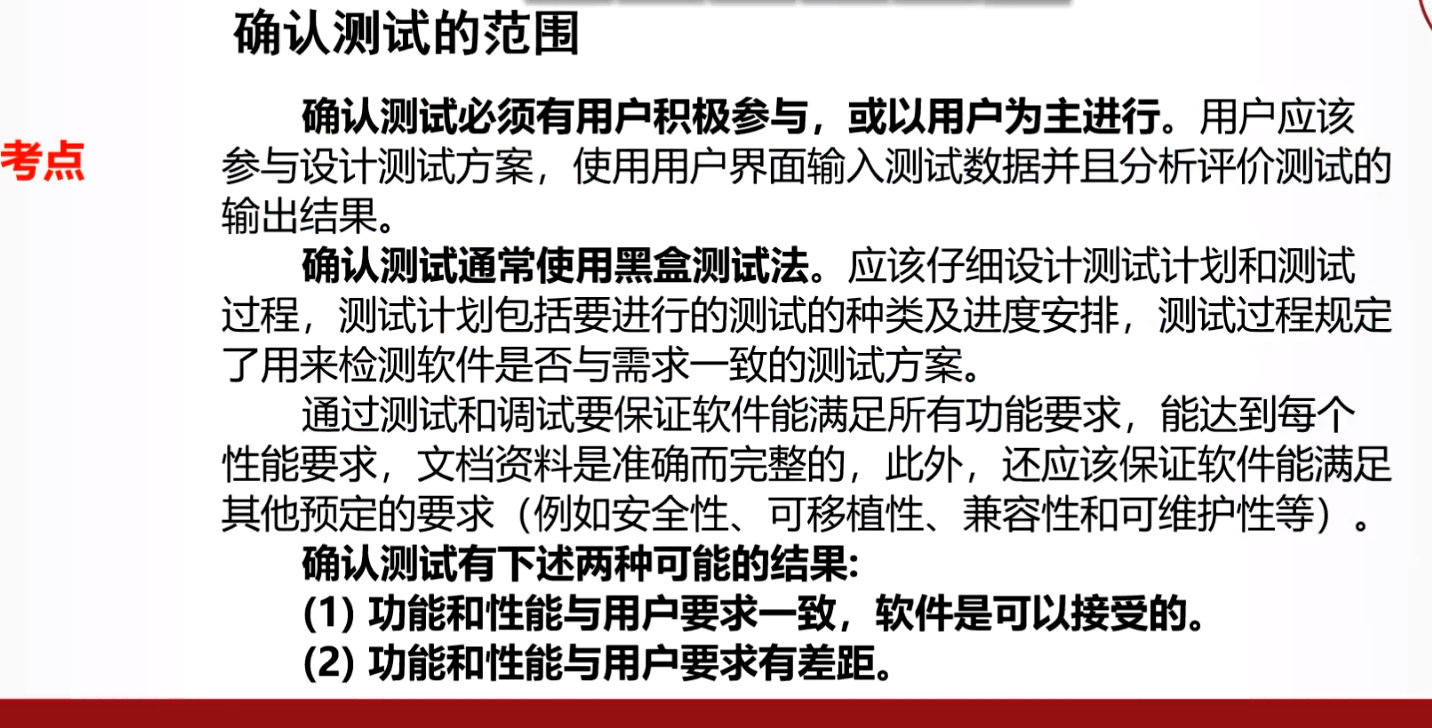 确认测试的范围
确认测试必须有用户积极参与，或以用户为主进行。用户应该
考点
参与设计测试方案，使用用户界面输入测试数据并且分析评价测试的
输出结果。
确认测试通常使用黑盒测试法。应该仔细设计测试计划和测试
过程，测试计划包括要进行的测试的种类及进度安排，测试过程规定
了用来检测软件是否与需求一致的测试方案。
通过测试和调试要保证软件能满足所有功能要求，能达到每个
性能要求，文档资料是准确而完整的，此外，还应该保证软件能满足
其他预定的要求（例如安全性、可移植性、兼容性和可维护性等）。
确认测试有下述两种可能的结果:
(1) 功能和性能与用户要求一致，软件是可以接受的。
(2) 功能和性能与用户要求有差距。